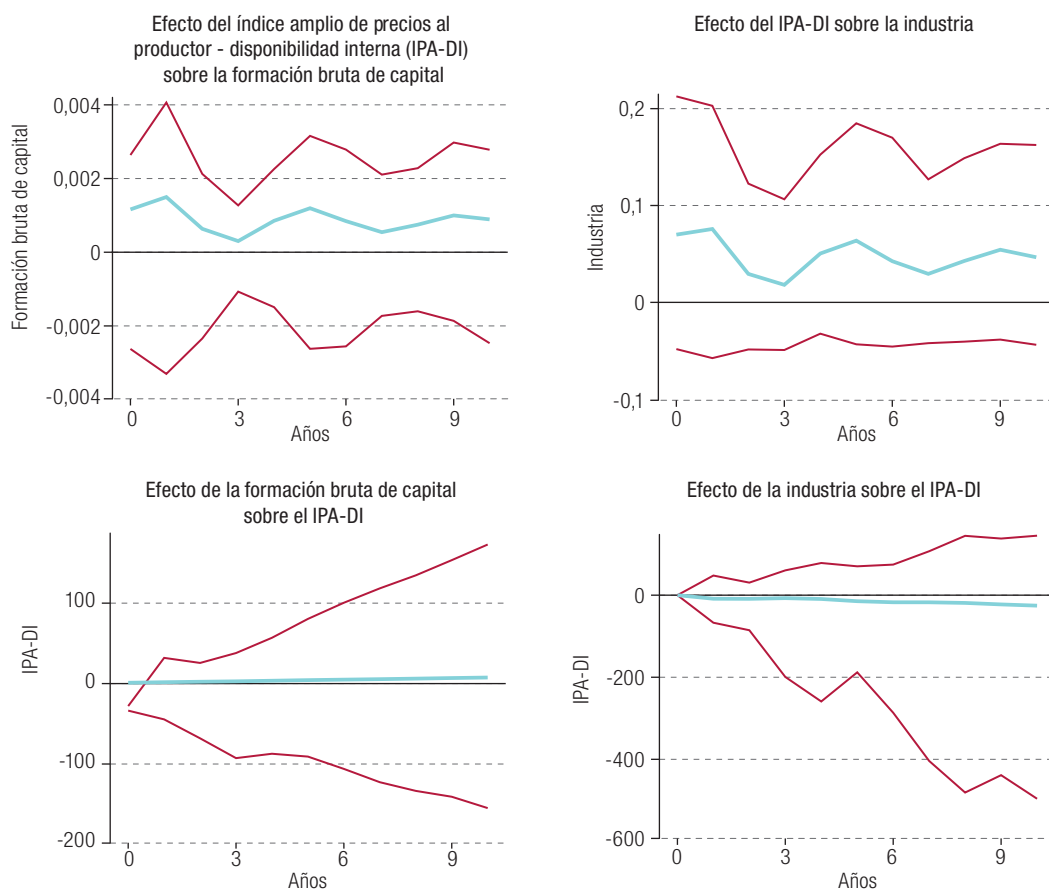 Efecto del índice amplio de precios al
productor - disponibilidad interna (IPA-DI)
sobre la formación bruta de capital
Formación bruta de capital
0,004
0,002
0
-0,002
-0,004
0 3 6 9
Años
Efecto del IPA-DI sobre la industria
Industria
0,2
0,1
0
-0,1
0 3 6 9
Años
Efecto de la formación bruta de capital
sobre el IPA-DI
IPA-DI
100
0
-100
-200
0 3 6 9
Años
Efecto de la industria sobre el IPA-DI
IPA-DI
0
-200
-400
-600
0 3 6 9
Años